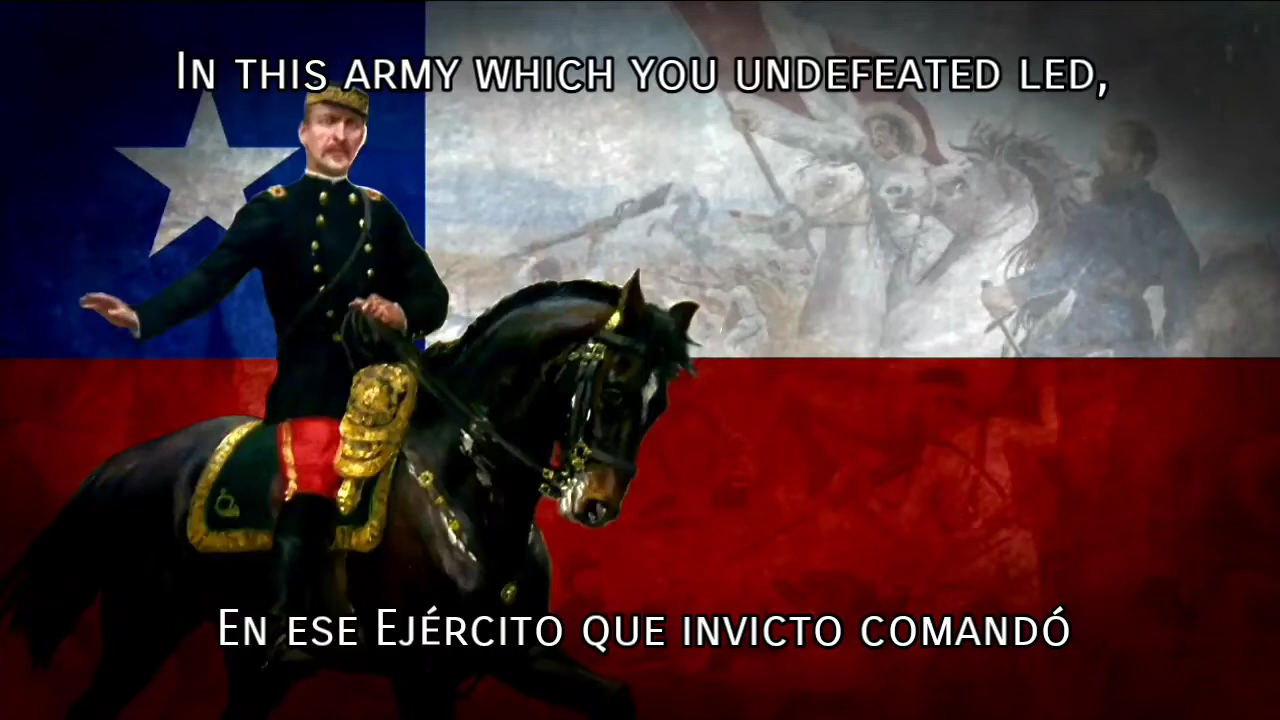 In this army which you undefeated led,
En ese Ejército que invicto comandó